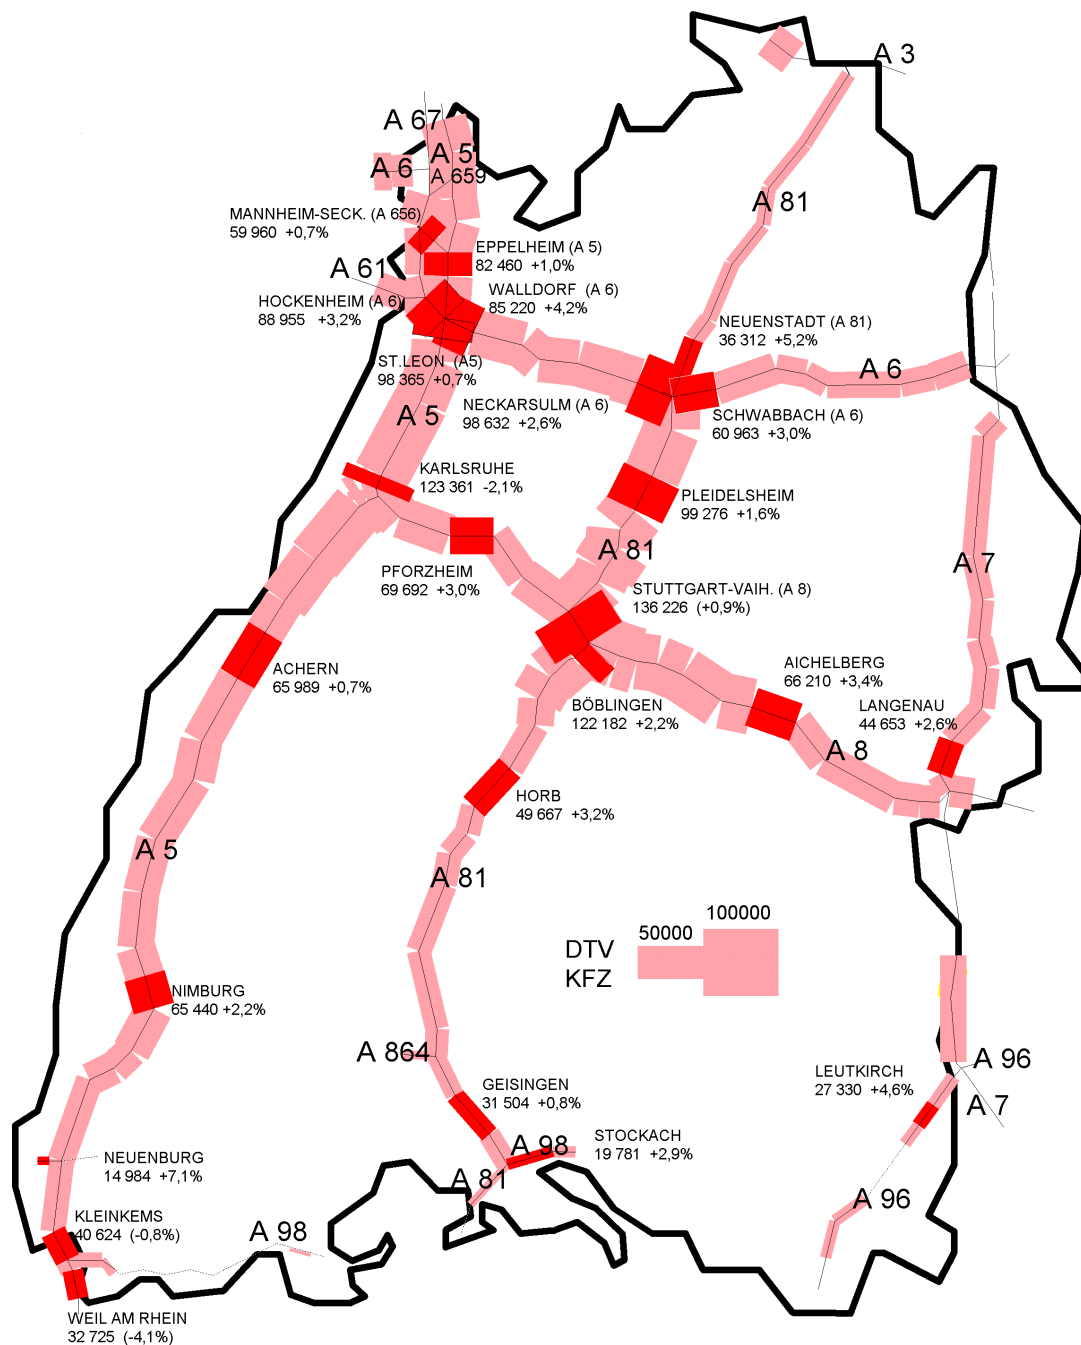 A 3
A 67
A 5
A 6
A 659
A 81
MANNHEIM-SECK. (A 656)
59 960 +0,7%
EPPELHEIM (A 5)
82 460 +1,0%
A 61
WALLDORF (A 6)
85 220 +4,2%
HOCKENHEIM (A 6)
88 955 +3,2%
NEUENSTADT (A 81)
36 312 +5,2%
ST.LEON (A5)
98 365 +0,7%
A 6
A 5
NECKARSULM (A 6)
98 632 +2,6%
SCHWABBACH (A 6)
60 963 +3,0%
KARLSRUHE
123 361 -2,1%
PLEIDELSHEIM
99 276 +1,6%
A 81
A 7
PFORZHEIM
69 692 +3,0%
STUTTGART-VAIH. (A 8)
136 226 (+0,9%)
ACHERN
65 989 +0,7%
AICHELBERG
66 210 +3,4%
BÖBLINGEN
122 182 +2,2%
LANGENAU
44 653 +2,6%
A 8
HORB
49 667 +3,2%
A 5
A 81
100000
50000
DTV
KFZ
NIMBURG
65 440 +2,2%
A 864
A 96
LEUTKIRCH
27 330 +4,6%
GEISINGEN
31 504 +0,8%
A 7
STOCKACH
19 781 +2,9%
A 98
NEUENBURG
14 984 +7,1%
A 81
A 96
KLEINKEMS
40 624 (-0,8%)
A 98
WEIL AM RHEIN
32 725 (-4,1%)